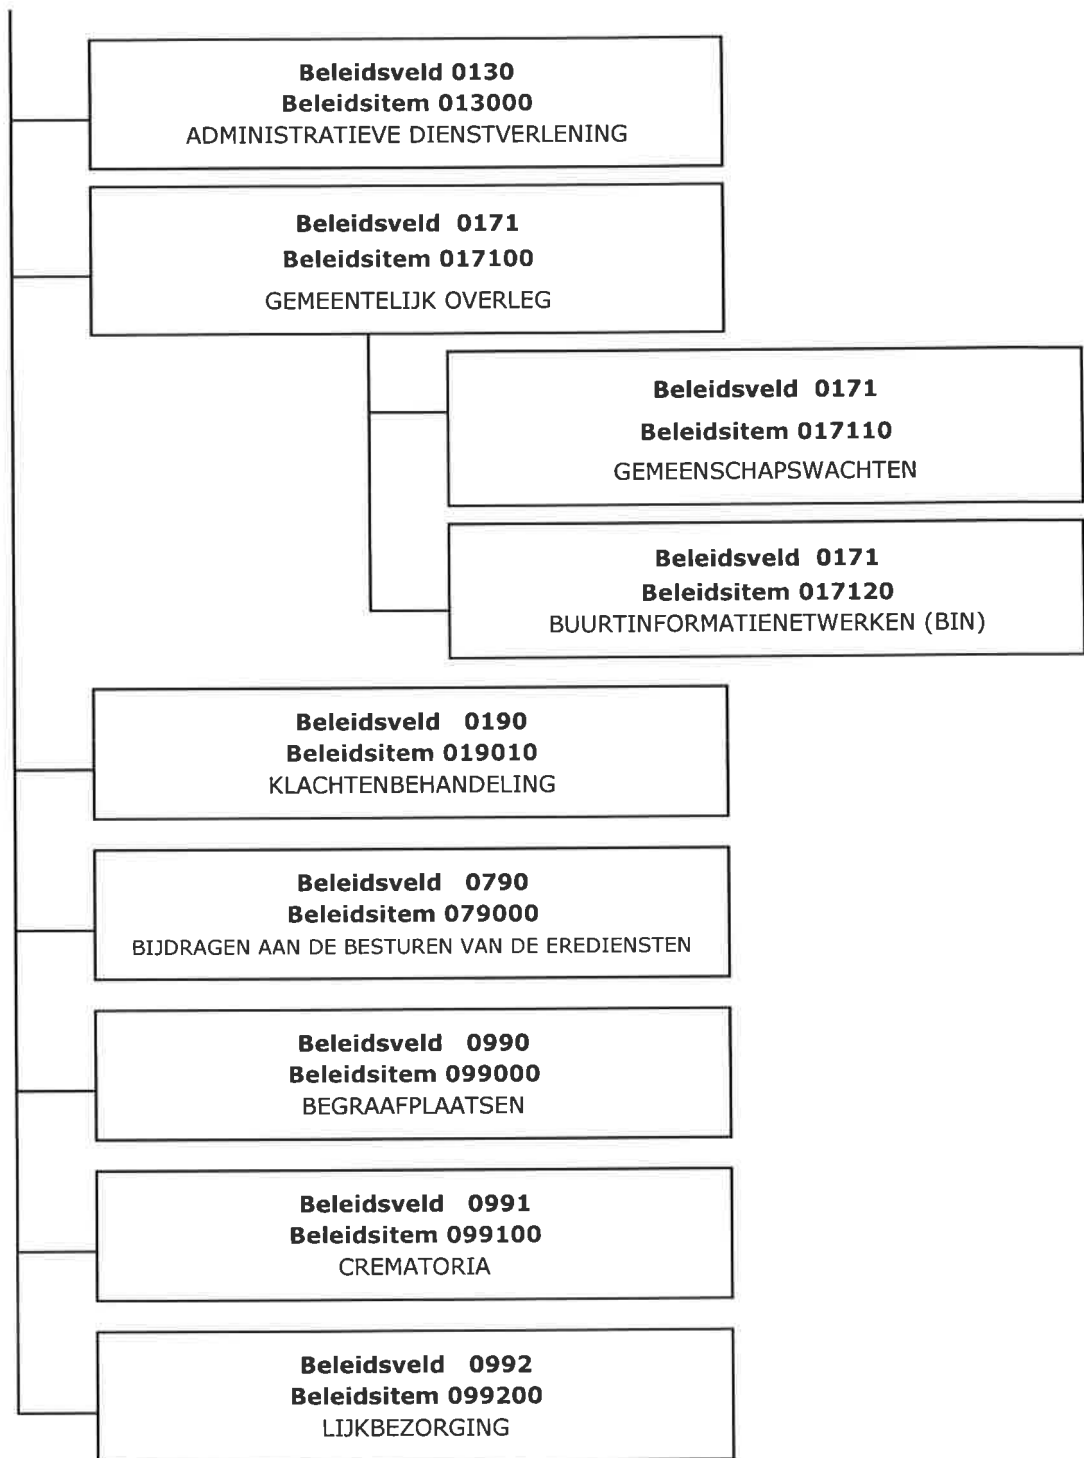 Beleidsveld 0130
Beleidsitem 013000
ADMINISTRATIEVE DIENSTVERLENING
Beleidsveld 0171
Beleidsitem 017100
GEMEENTELIJK OVERLEG
Beleidsveld 0171
Beleidsitem 017110
GEMEENSCHAPSWACHTEN
Beleidsveld 0171
Beleidsitem 017120
BUURTINFORMATIENETWERKEN (BIN)
Beleidsveld 0190
Beleidsitem 019010
KLACHTENBEHANDELING
Beleidsveld 0790
Beleidsitem 079000
BIJDRAGEN AAN DE BESTUREN VAN DE EREDIENSTEN
Beleidsveld 0990
Beleidsitem 099000
BEGRAAFPLAATSEN
Beleidsveld 0991
Beleidsitem 099100
CREMATORIA
Beleidsveld 0992
Beleidsitem 099200
LIJKBEZORGING